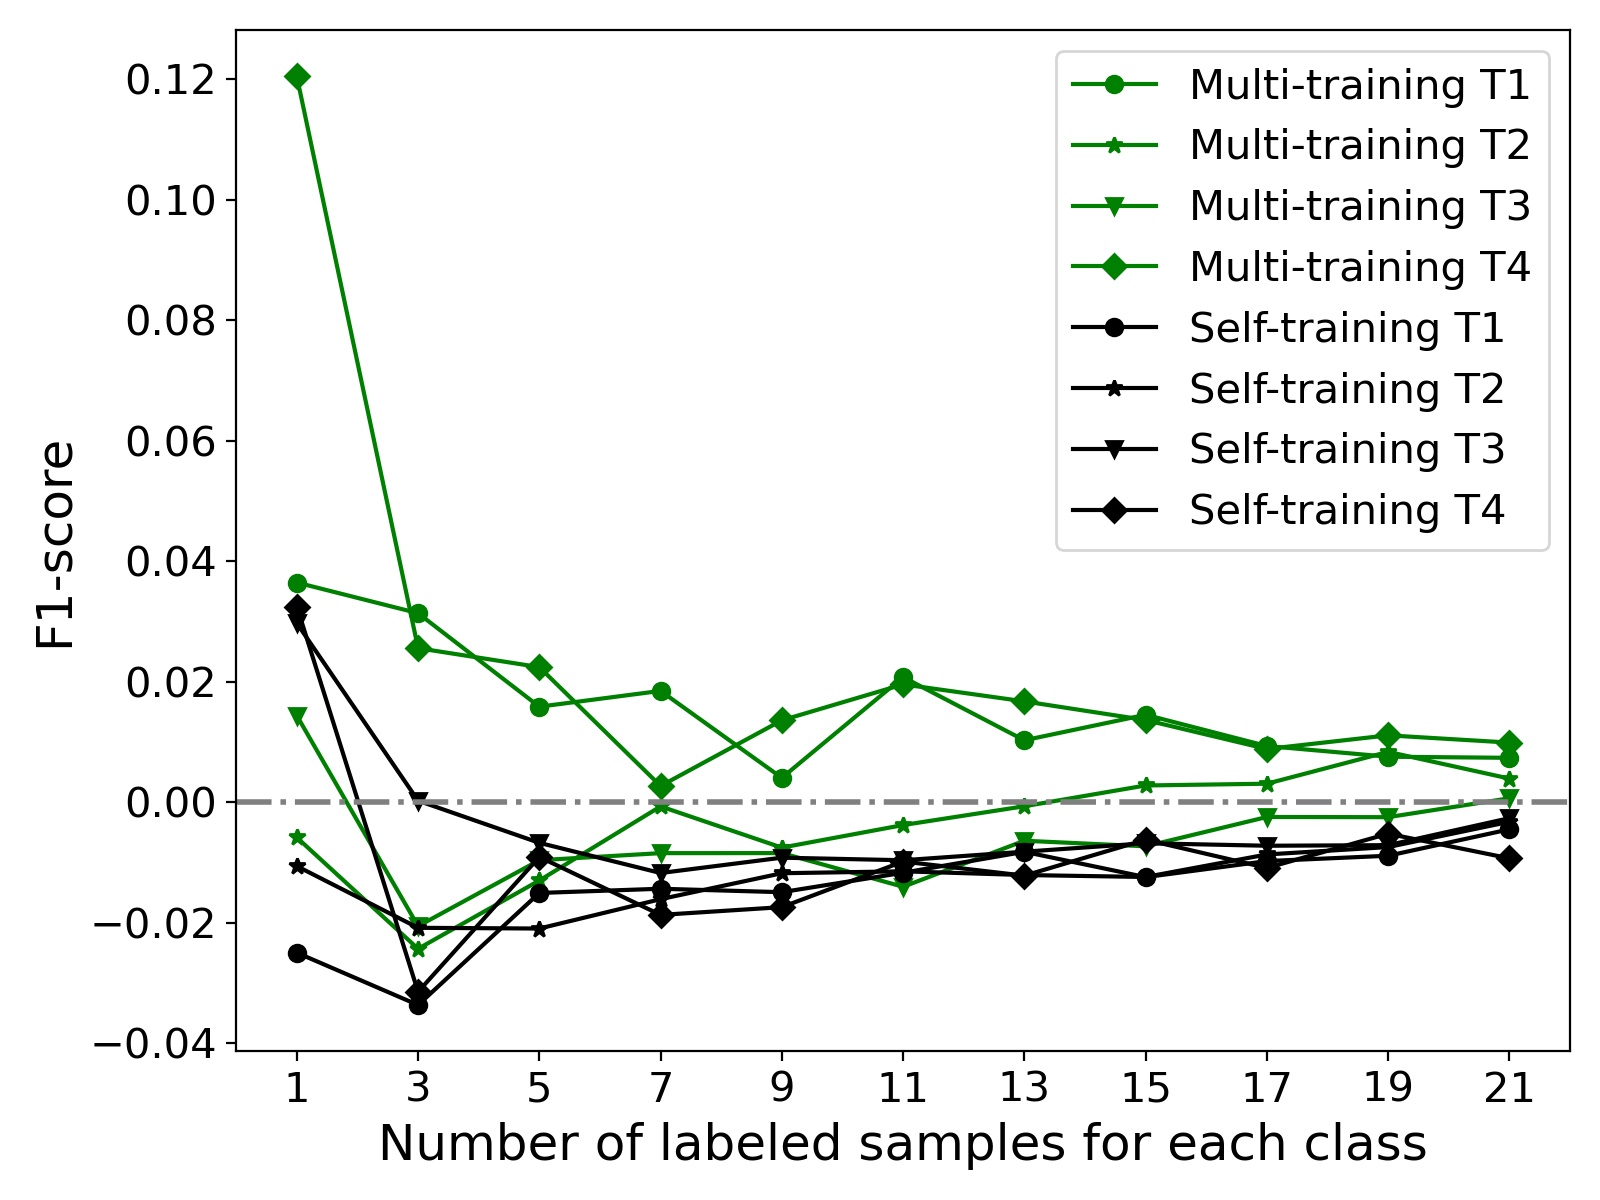 0.12
0.10
0.08
0.06
0.04
0.02
0.00
−0.02
−0.04
F1-score
Multi-training T1
Multi-training T2
Multi-training T3
Multi-training T4
Self-training T1
Self-training T2
Self-training T3
Self-training T4
1 3 5 7 9 11 13 15 17 19 21
Number of labeled samples for each class